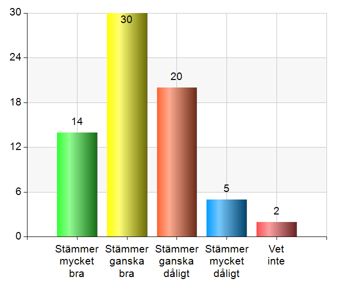 30
24
18
12
6
0
14
30
20
5
2
Stämmer
mycket
bra
Stämmer
ganska
bra
Stämmer
ganska
dåligt
Stämmer
mycket
dåligt
Vet
inte